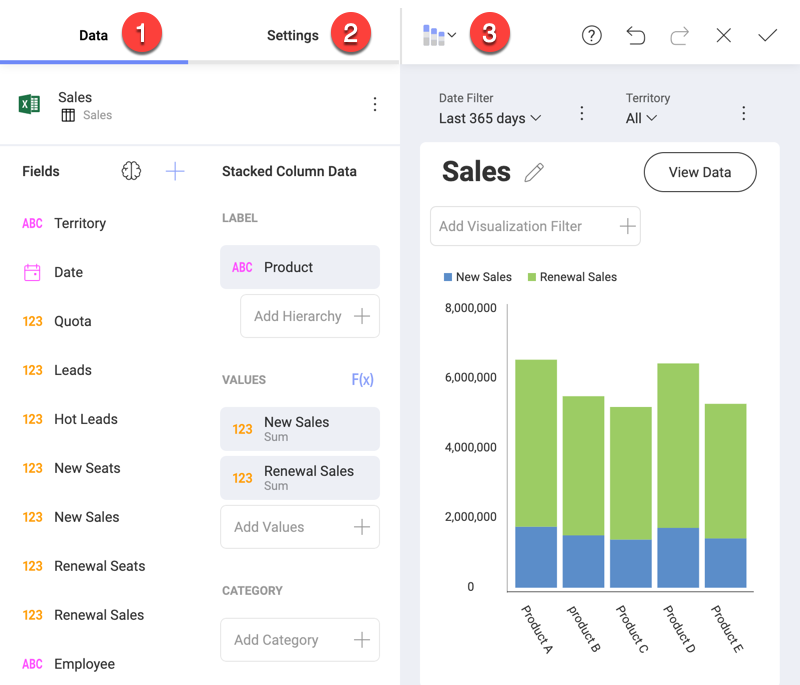 Data
1
Settings
2
3
Sales
Sales
Date Filter
Last 365 days
Territory
All
Fields
Stacked Column Data
ABC Territory
Date
123 Quota
123 Leads
123 Hot Leads
123 New Seats
123 New Sales
123 Renewal Seats
123 Renewal Sales
ABC Employee
LABEL
ABC Product
Add Hierarchy
VALUES
F(x)
123 New Sales
Sum
123 Renewal Sales
Sum
Add Values
CATEGORY
Add Category
Sales
View Data
Add Visualization Filter
New Sales
Renewal Sales
8,000,000
6,000,000
4,000,000
2,000,000
0
Product A
product B
Product C
Product D
Product E